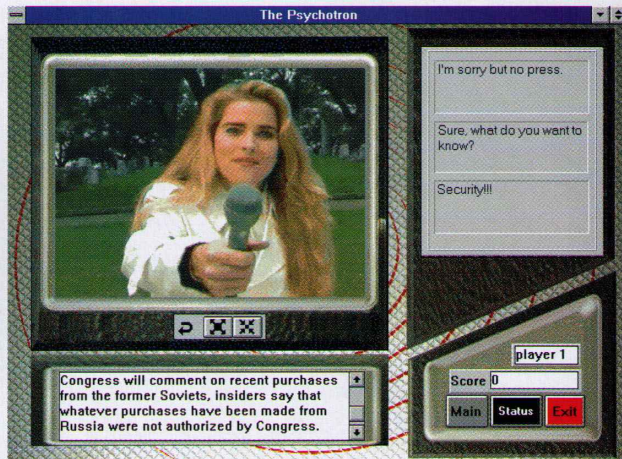 The Psychotron
I'm sorry but no press.
Sure, what do you want to
know?
Security!!!
Congress will comment on recent purchases
from the former Soviets, insiders say that
whatever purchases have been made from
Russia were not authorized by Congress.
player 1
Score 0
Main Status Exit